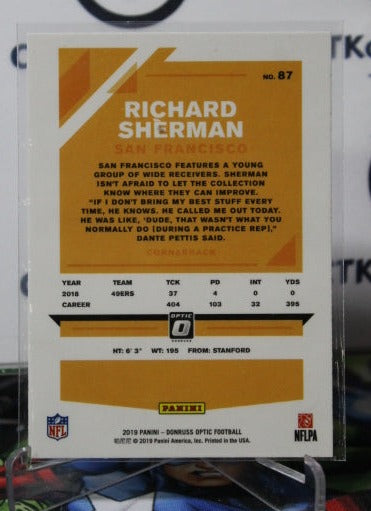 NO. 87
RICHARD
SHERMAN
SAN FRANCISCO
SAN FRANCISCO FEATURES A YOUNG
GROUP OF WIDE RECEIVERS. SHERMAN
ISN'T AFRAID TO LET THE COLLECTION
KNOW WHERE THEY CAN IMPROVE.
"IF I DON'T BRING MY BEST STUFF EVERY
TIME, HE KNOWS. HE CALLED ME OUT TODAY.
HE WAS LIKE, 'DUDE, THAT WASN'T WHAT YOU
NORMALLY DO [DURING A PRACTICE REP],"
DANTE PETTIS SAID.
CORNERBACK
YEAR TEAM TCK PD INT YDS
2018 49ERS 37 4 0 0
CAREER 404 103 32 395
OPTIC
DONRUSS
HT: 6' 3" WT: 195 FROM: STANFORD
PANINI
NFL
NFLPA
2019 PANINI – DONRUSS OPTIC FOOTBALL
© 2019 Panini America, Inc. Printed in the USA.